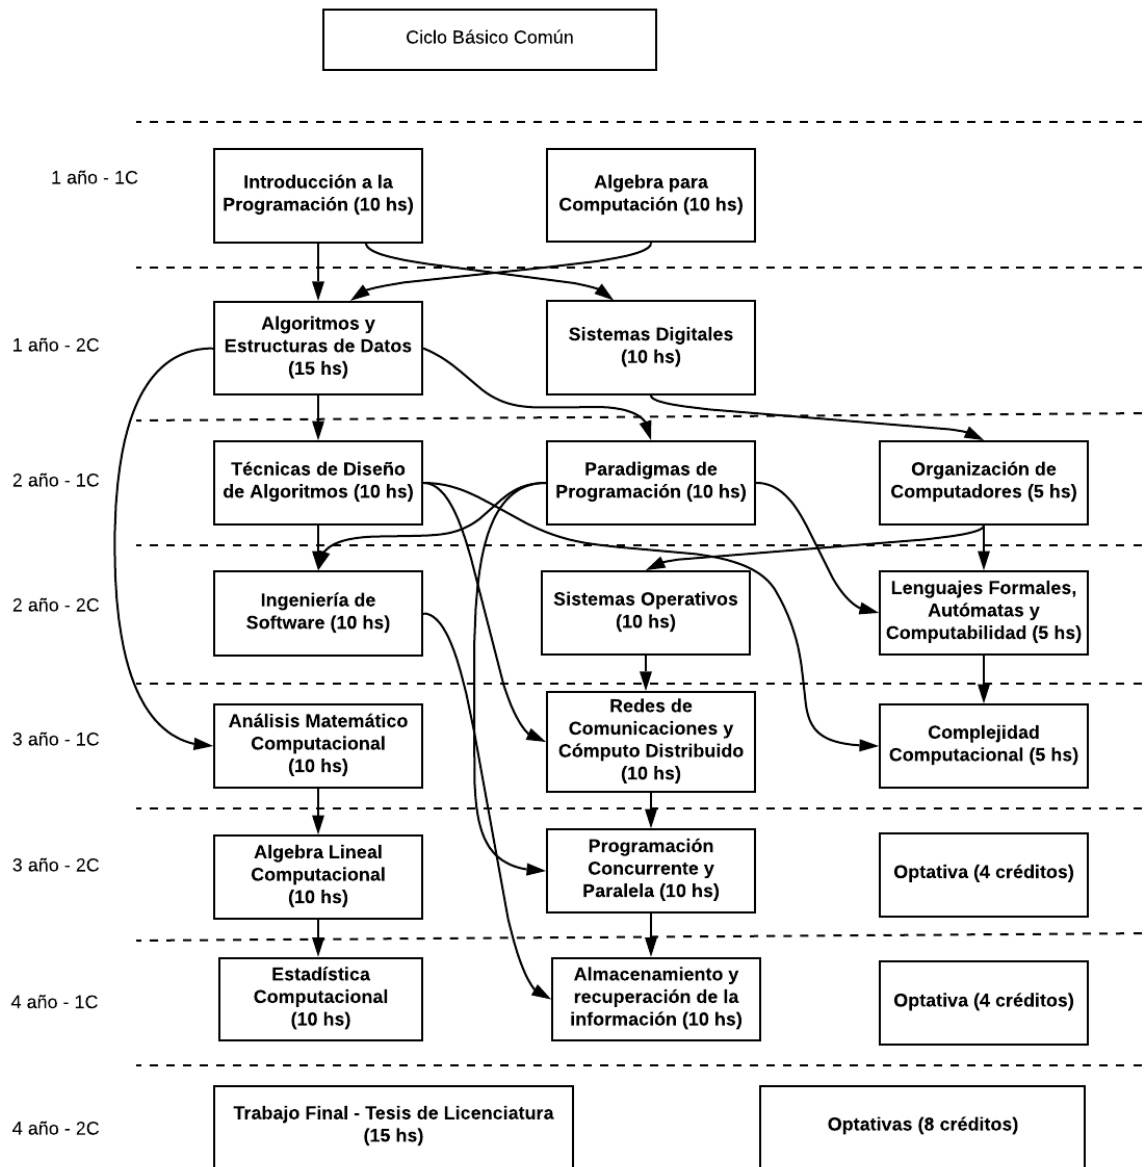 Ciclo Básico Común
1 año - 1C
Introducción a la
Programación (10 hs)
Algebra para
Computación (10 hs)
1 año - 2C
Algoritmos y
Estructuras de Datos
(15 hs)
Sistemas Digitales
(10 hs)
2 año - 1C
Técnicas de Diseño
de Algoritmos (10 hs)
Paradigmas de
Programación (10 hs)
Organización de
Computadores (5 hs)
2 año - 2C
Ingeniería de
Software (10 hs)
Sistemas Operativos
(10 hs)
Lenguajes Formales,
Autómatas y
Computabilidad (5 hs)
3 año - 1C
Análisis Matemático
Computacional
(10 hs)
Redes de
Comunicaciones y
Cómputo Distribuido
(10 hs)
Complejidad
Computacional (5 hs)
3 año - 2C
Algebra Lineal
Computacional
(10 hs)
Programación
Concurrente y
Paralela (10 hs)
Optativa (4 créditos)
4 año - 1C
Estadística
Computacional
(10 hs)
Almacenamiento y
recuperación de la
información (10 hs)
Optativa (4 créditos)
4 año - 2C
Trabajo Final - Tesis de Licenciatura
(15 hs)
Optativas (8 créditos)